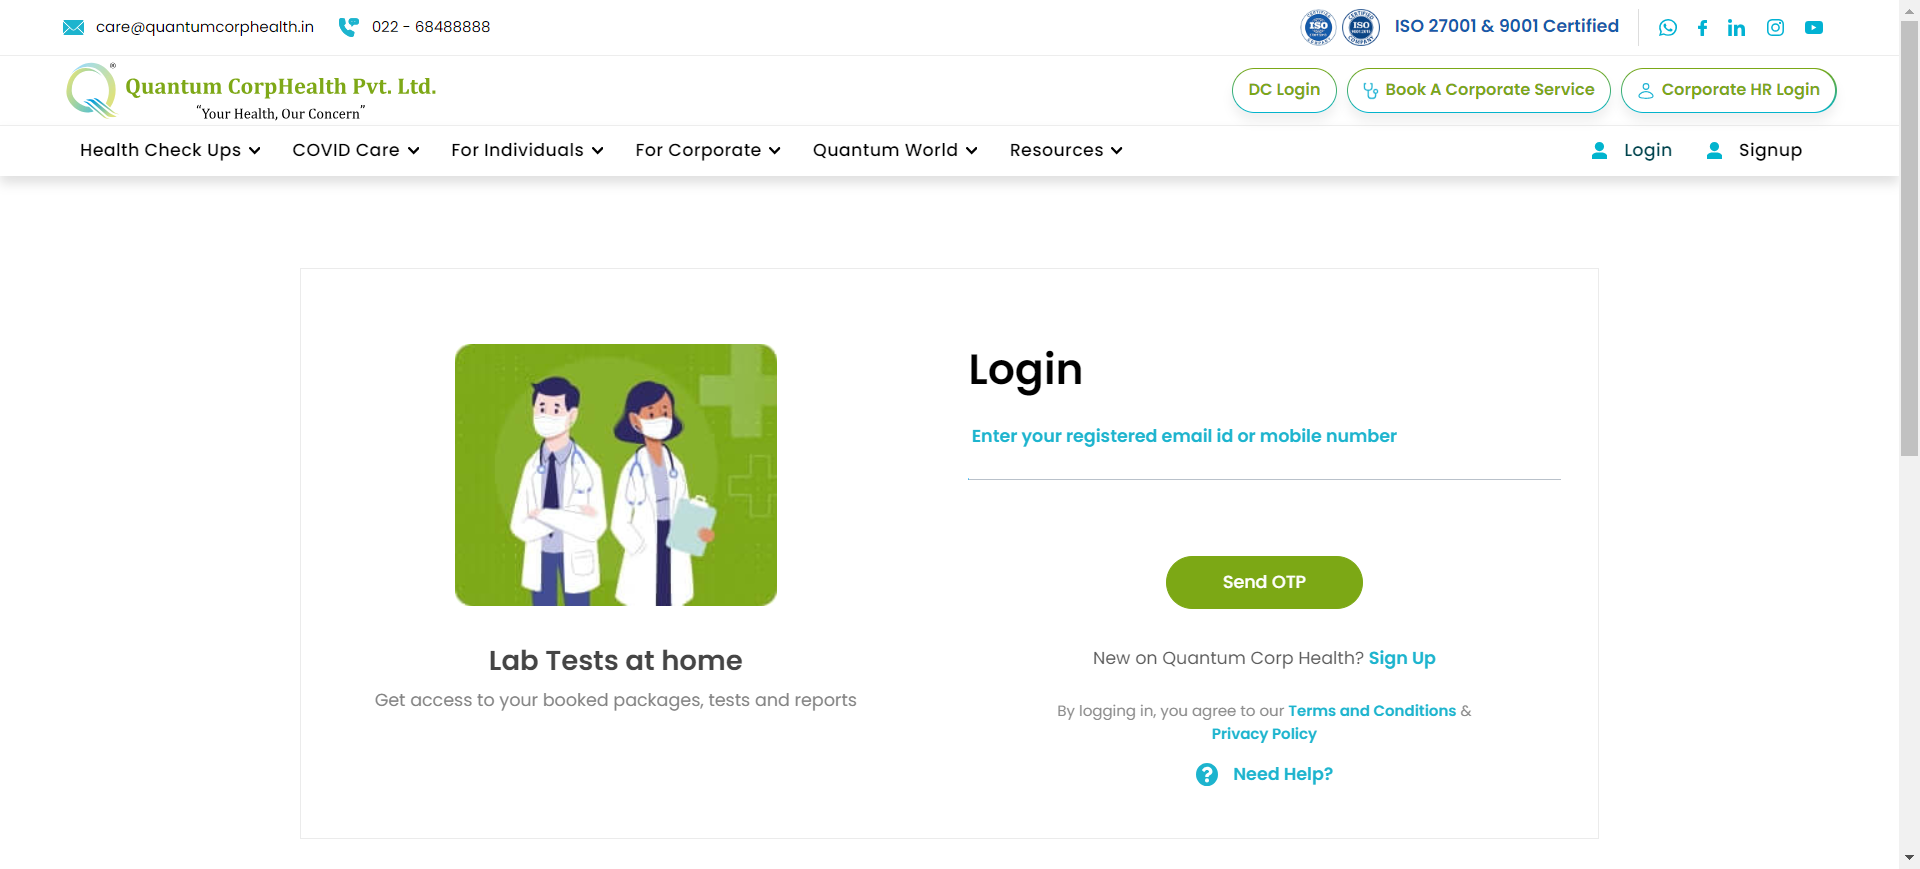 care@quantumcorphealth.in 022 - 68488888 ISO 27001 & 9001 Certified
Quantum CorpHealth Pvt. Ltd.
"Your Health, Our Concern"
DC Login Book A Corporate Service Corporate HR Login
Health Check Ups COVID Care For Individuals For Corporate Quantum World Resources Login Signup
Login
Enter your registered email id or mobile number
Send OTP
Lab Tests at home
Get access to your booked packages, tests and reports
New on Quantum Corp Health? Sign Up
By logging in, you agree to our Terms and Conditions &
Privacy Policy
Need Help?